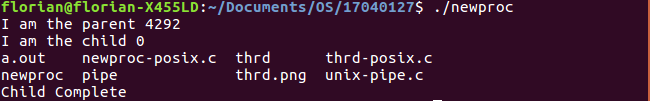 florian@florian-X455LD:~/Documents/OS/17040127$ ./newproc
I am the parent 4292
I am the child 0
a.out    newproc-posix.c  thrd      thrd-posix.c
newproc  pipe             thrd.png  unix-pipe.c
Child Complete